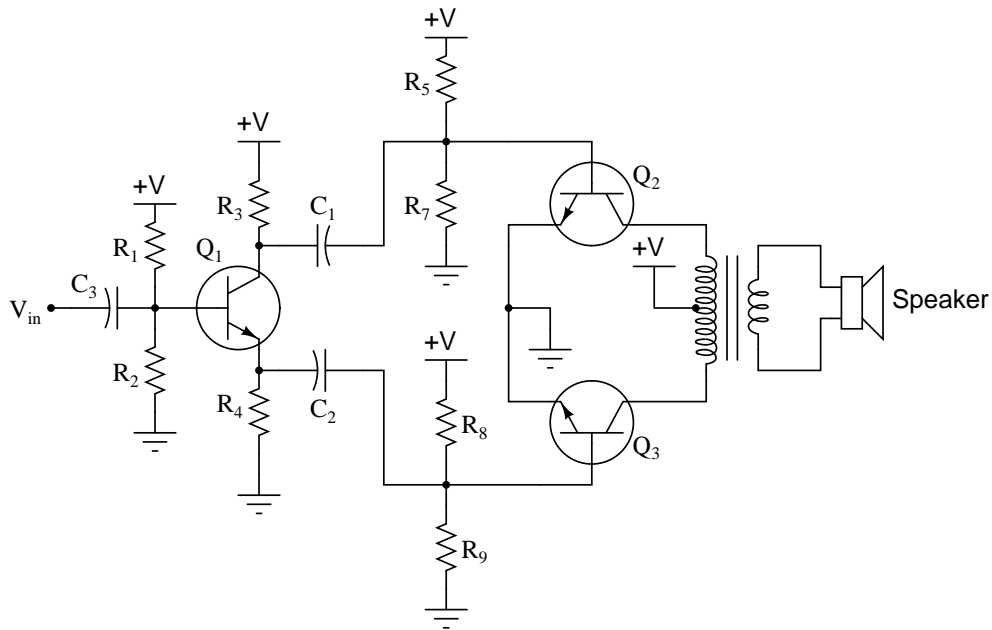 +V
R5
+V
Q2
+V
R3
C1
R7
R1
Q1
+V
C3
Vin
Speaker
+V
R2
R4
C2
R8
Q3
R9